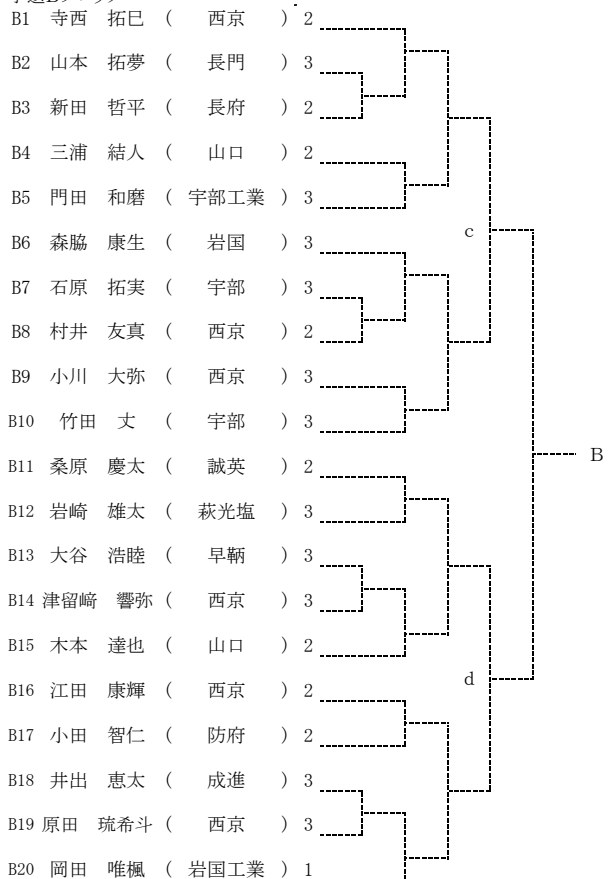 B1 寺西 拓巳 ( 西京 ) 2
B2 山本 拓夢 ( 長門 ) 3
B3 新田 哲平 ( 長府 ) 2
B4 三浦 結人 ( 山口 ) 2
B5 門田 和磨 ( 宇部工業 ) 3
B6 森脇 康生 ( 岩国 ) 3
c
B7 石原 拓実 ( 宇部 ) 3
B8 村井 友真 ( 西京 ) 2
B9 小川 大弥 ( 西京 ) 3
B10 竹田 丈 ( 宇部 ) 3
B
B11 桑原 慶太 ( 誠英 ) 2
B12 岩崎 雄太 ( 萩光塩 ) 3
B13 大谷 浩睦 ( 早鞆 ) 3
B14 津留﨑 響弥 ( 西京 ) 3
B15 木本 達也 ( 山口 ) 2
d
B16 江田 康輝 ( 西京 ) 2
B17 小田 智仁 ( 防府 ) 2
B18 井出 恵太 ( 成進 ) 3
B19 原田 琉希斗 ( 西京 ) 3
B20 岡田 唯楓 ( 岩国工業 ) 1